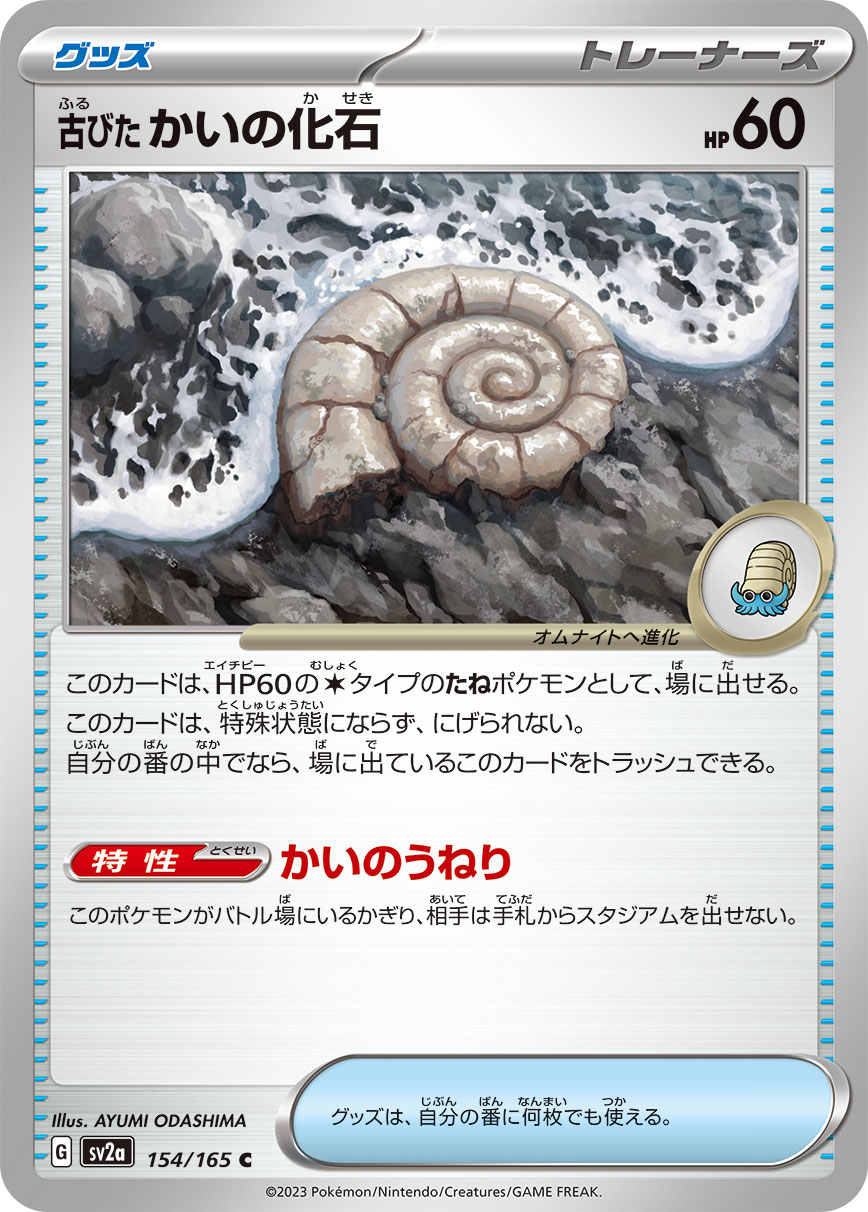 グッズ
トレーナーズ
古びた かいの化石
ふる か せき
HP60
オムナイトへ進化
エイチピー むしょく ば だ
このカードは、HP60の タイプのたねポケモンとして、場に出せる。
とくしゅじょうたい
このカードは、特殊状態にならず、にげられない。
じぶん ばん なか ば で
自分の番の中でなら、場に出ているこのカードをトラッシュできる。
特性 とくせい かいのうねり
ば あいて てふだ だ
このポケモンがバトル場にいるかぎり、相手は手札からスタジアムを出せない。
じぶん ばん なんまい つか
グッズは、自分の番に何枚でも使える。
Illus. AYUMI ODASHIMA
G sv2a 154/165 C
©2023 Pokémon/Nintendo/Creatures/GAME FREAK.